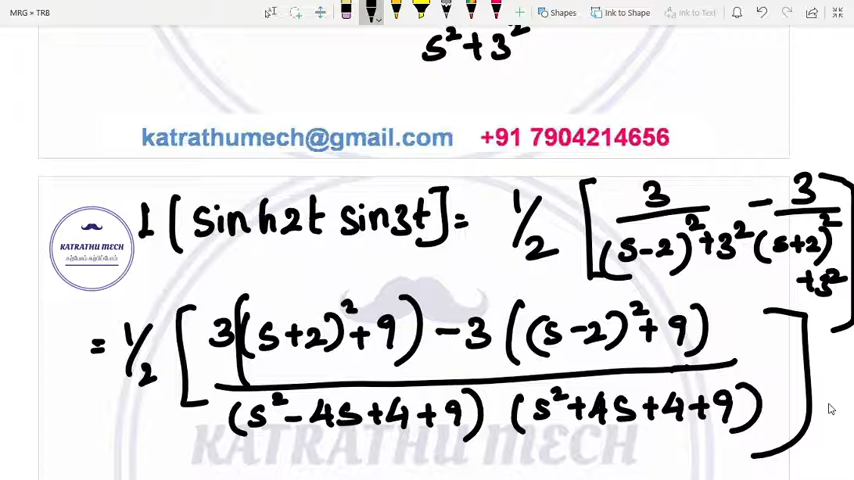 MRG » TRB
Shapes Ink to Shape Ink to Text
s²+3²
katrathumech@gmail.com +91 7904214656
KATRATHU MECH
L[sinh2t sin3t] = 1/2 [3/((s-2)²+3²) - 3/((s+2)²+3²)]
= 1/2 [3((s+2)²+9) - 3((s-2)²+9) / (s²-4s+4+9) (s²+4s+4+9)]
KATRATHU MECH